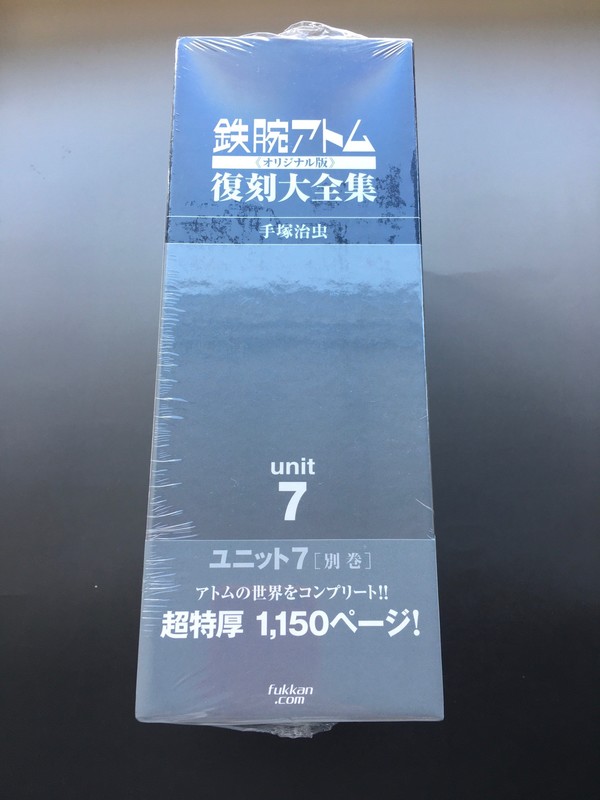 鉄腕アトム
《オリジナル版》
復刻大全集
手塚治虫
unit
7
ユニット7[別巻]
アトムの世界をコンプリート!!
超特厚 1,150ページ!
fukkan
.com